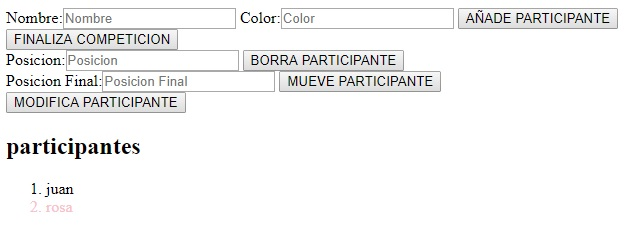 Nombre: Nombre Color: Color AÑADE PARTICIPANTE
FINALIZA COMPETICION
Posicion: Posicion BORRA PARTICIPANTE
Posicion Final: Posicion Final MUEVE PARTICIPANTE
MODIFICA PARTICIPANTE
participantes
1. juan
2. rosa